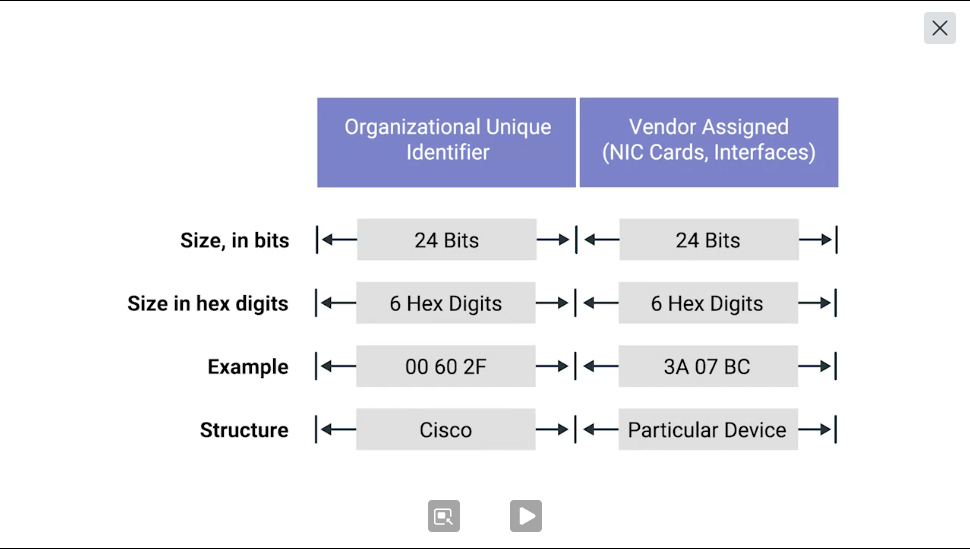 Organizational Unique
Identifier
Vendor Assigned
(NIC Cards, Interfaces)
Size, in bits 24 Bits 24 Bits
Size in hex digits 6 Hex Digits 6 Hex Digits
Example 00 60 2F 3A 07 BC
Structure Cisco Particular Device